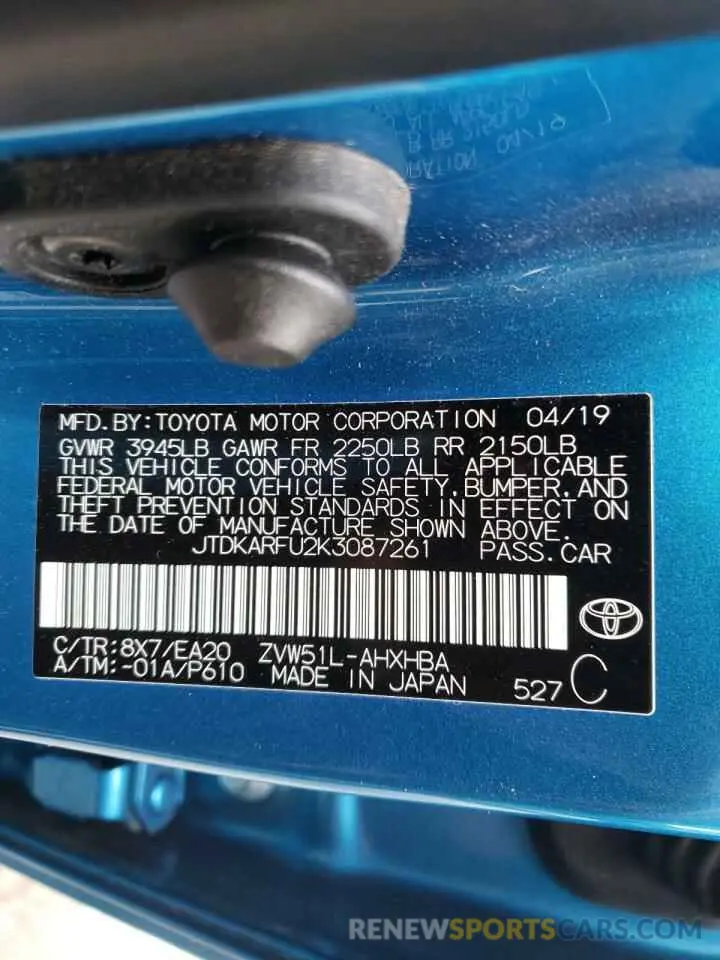 MFD.BY:TOYOTA MOTOR CORPORATION 04/19
GVWR 3945LB GAWR FR 2250LB RR 2150LB
THIS VEHICLE CONFORMS TO ALL APPLICABLE
FEDERAL MOTOR VEHICLE SAFETY,BUMPER,AND
THEFT PREVENTION STANDARDS IN EFFECT ON
THE DATE OF MANUFACTURE SHOWN ABOVE.
JTDKARFU2K3087261 PASS.CAR
C/TR:8X7/EA20 ZVW51L-AHXHBA
A/TM:-01A/P610 MADE IN JAPAN 527 C
RENEWSPORTSCARS.COM